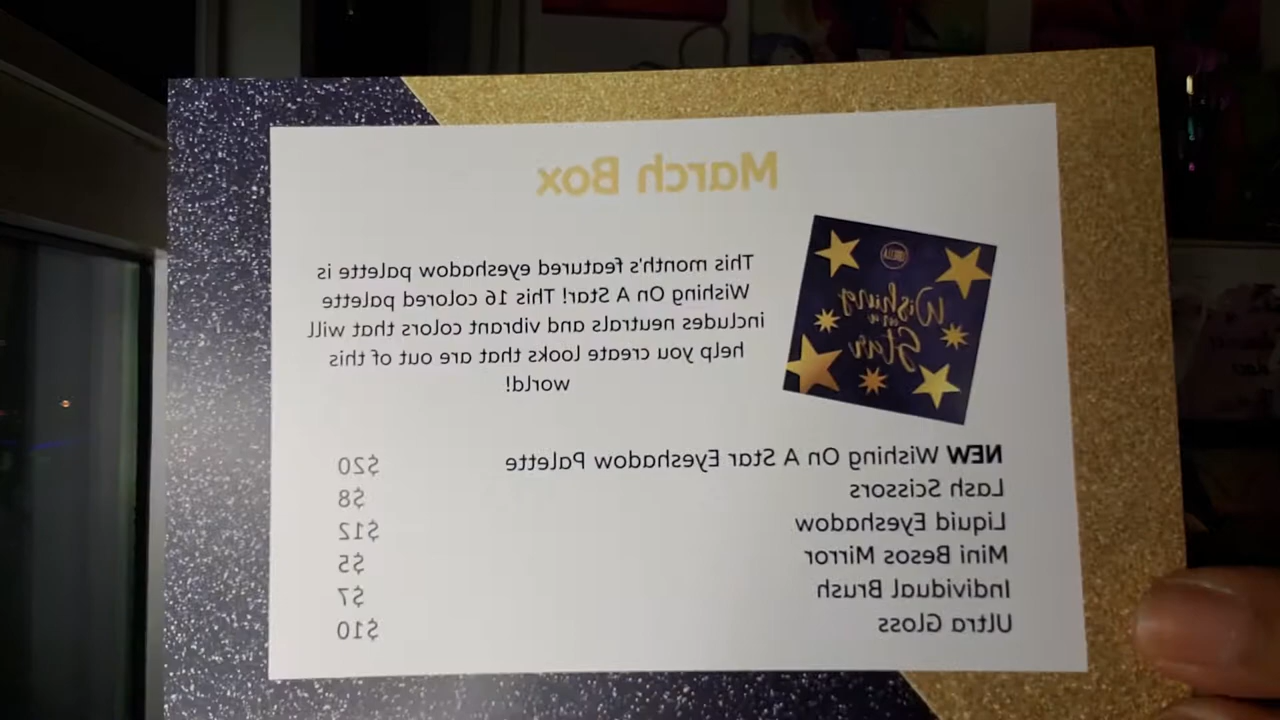 March Box
Wishing
on a
Star
This month's featured eyeshadow palette is
Wishing On A Star! This 16 colored palette
includes neutrals and vibrant colors that will
help you create looks that are out of this
world!
NEW Wishing On A Star Eyeshadow Palette $20
Lash Scissors $8
Liquid Eyeshadow $12
Mini Besos Mirror $5
Individual Brush $7
Ultra Gloss $10